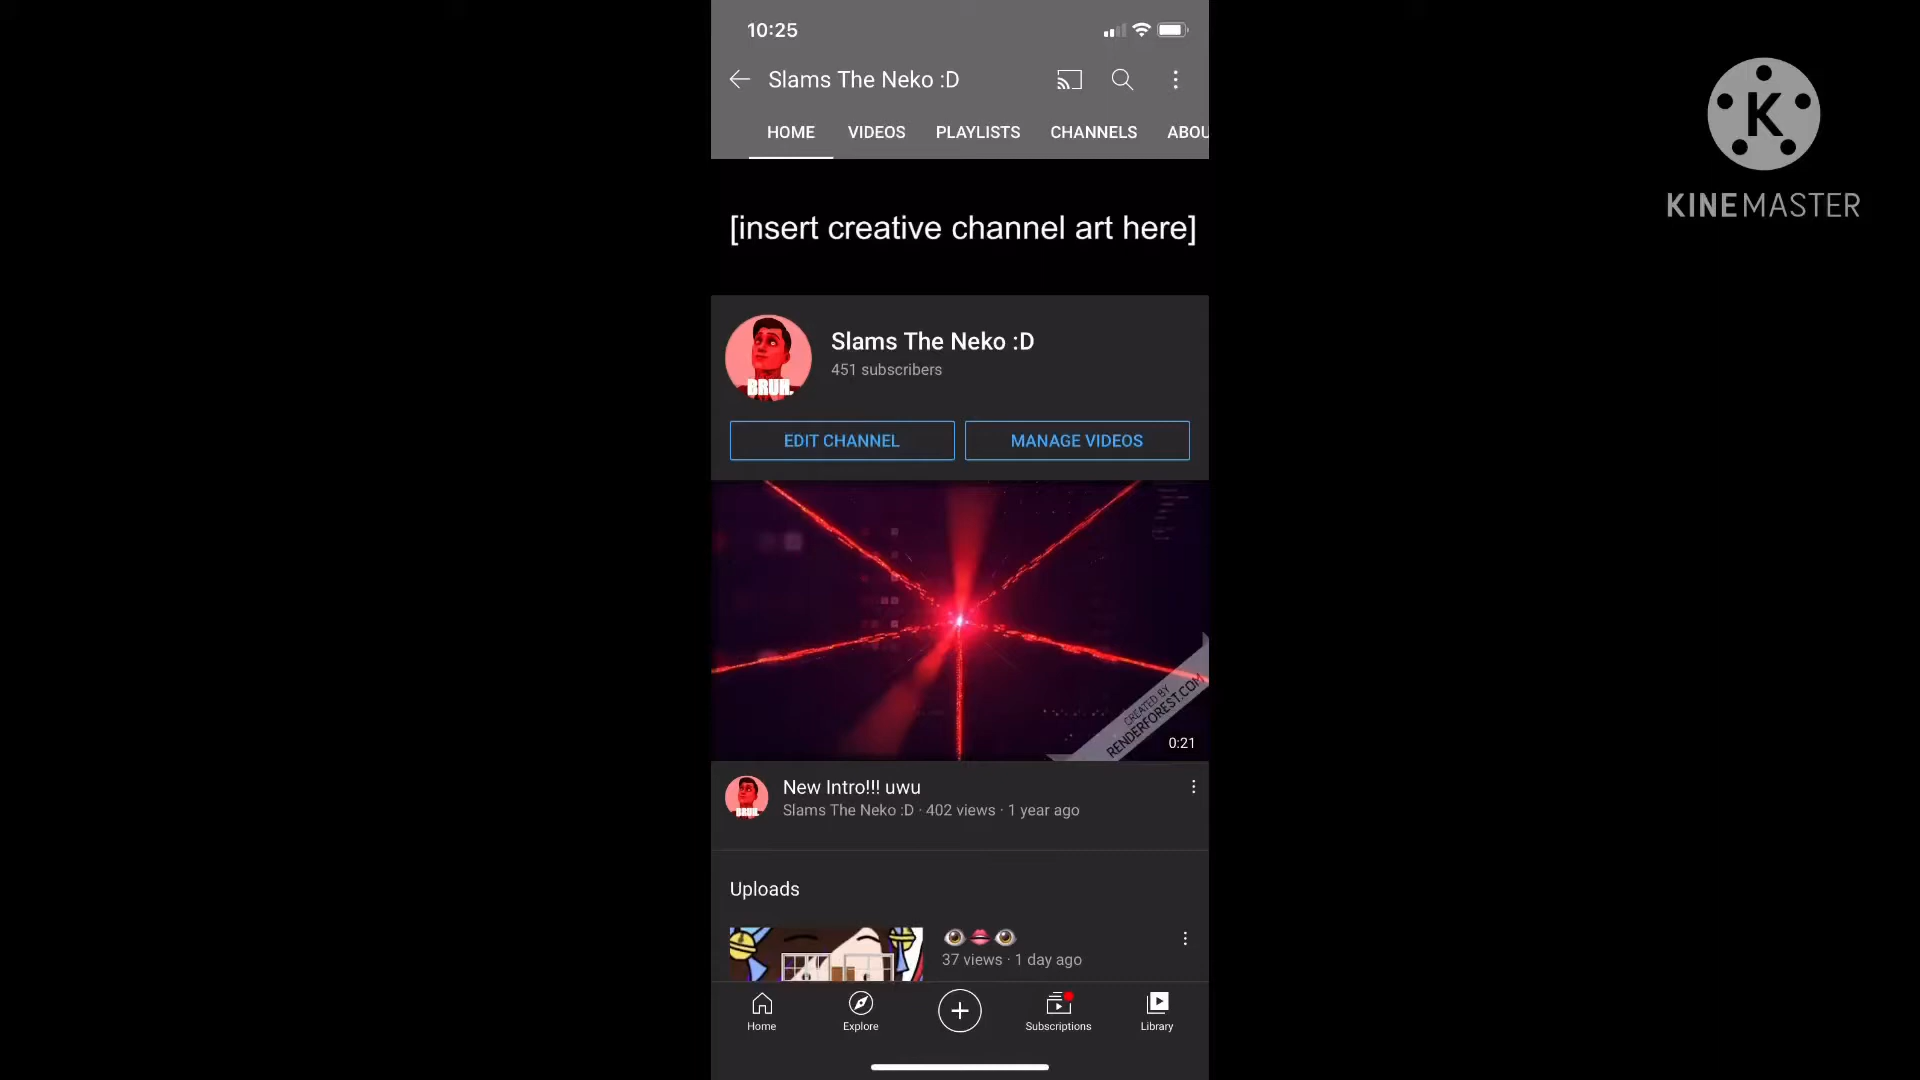 10:25
Slams The Neko :D
HOME VIDEOS PLAYLISTS CHANNELS ABOU
K
KINEMASTER
[insert creative channel art here]
BRUH.
Slams The Neko :D
451 subscribers
EDIT CHANNEL MANAGE VIDEOS
CREATED BY
RENDERFOREST.COM
0:21
New Intro!!! uwu
BRUH.
Slams The Neko :D · 402 views · 1 year ago
Uploads
👁👄👁
37 views · 1 day ago
Home Explore Subscriptions Library